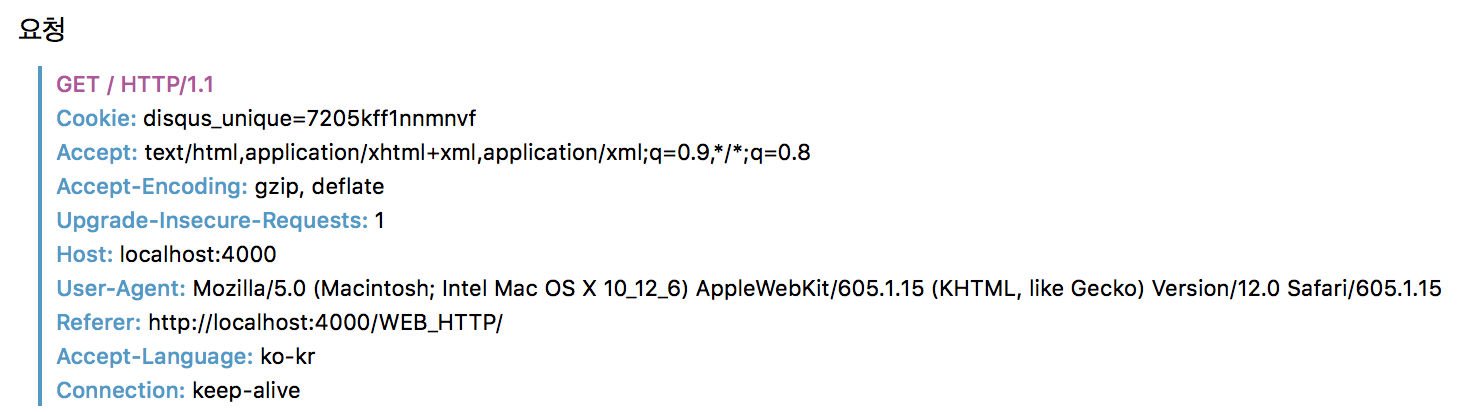 요청
GET / HTTP/1.1
Cookie: disqus_unique=7205kff1nnmnvf
Accept: text/html,application/xhtml+xml,application/xml;q=0.9,*/*;q=0.8
Accept-Encoding: gzip, deflate
Upgrade-Insecure-Requests: 1
Host: localhost:4000
User-Agent: Mozilla/5.0 (Macintosh; Intel Mac OS X 10_12_6) AppleWebKit/605.1.15 (KHTML, like Gecko) Version/12.0 Safari/605.1.15
Referer: http://localhost:4000/WEB_HTTP/
Accept-Language: ko-kr
Connection: keep-alive